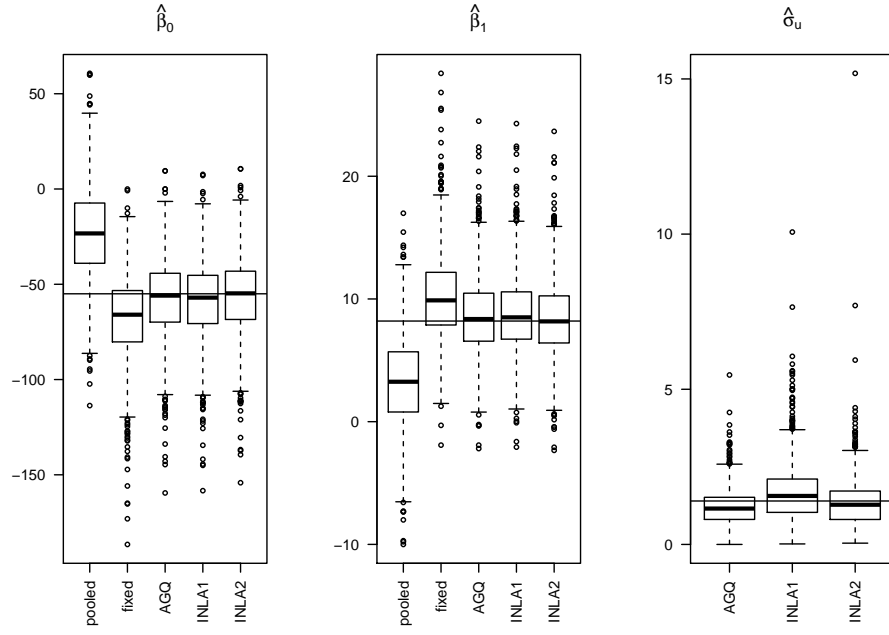 β̂₀
50
0
−50
−100
−150
pooled
fixed
AGQ
INLA1
INLA2
β̂₁
20
10
0
−10
pooled
fixed
AGQ
INLA1
INLA2
σ̂ᵤ
15
10
5
0
AGQ
INLA1
INLA2